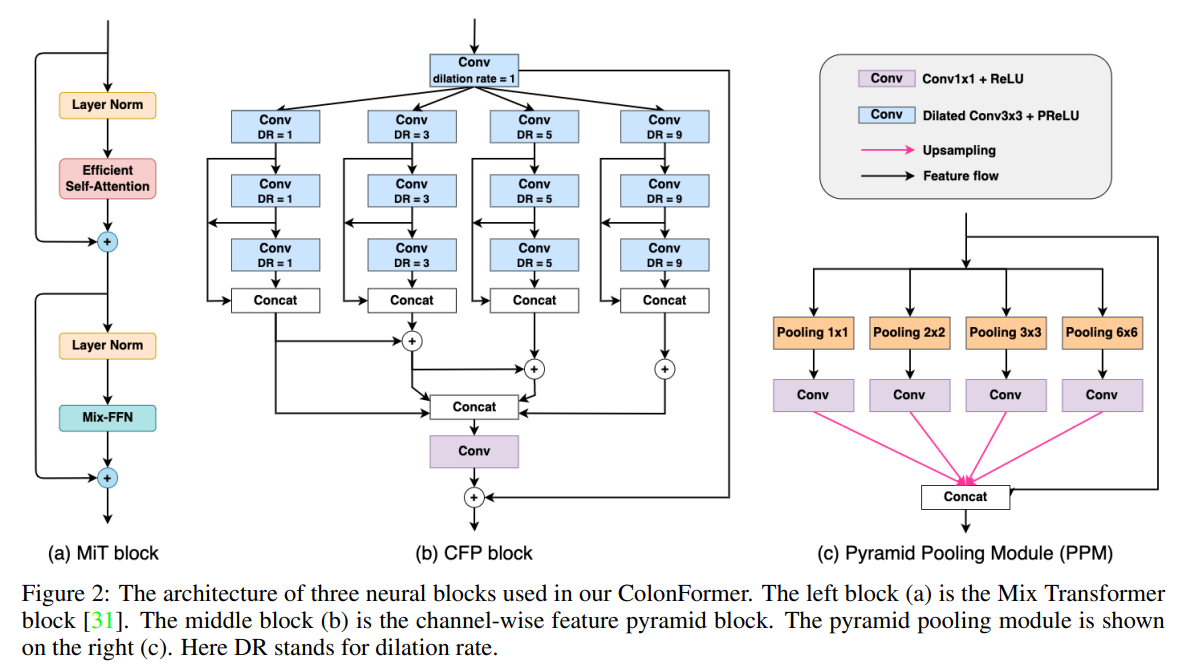 Layer Norm
Efficient
Self-Attention
+
Layer Norm
Mix-FFN
+
(a) MiT block
Conv
dilation rate = 1
Conv
DR = 1
Conv
DR = 3
Conv
DR = 5
Conv
DR = 9
Conv
DR = 1
Conv
DR = 3
Conv
DR = 5
Conv
DR = 9
Conv
DR = 1
Conv
DR = 3
Conv
DR = 5
Conv
DR = 9
Concat
Concat
Concat
Concat
+
+
+
Concat
Conv
+
(b) CFP block
Conv
Conv1x1 + ReLU
Conv
Dilated Conv3x3 + PReLU
Upsampling
Feature flow
Pooling 1x1
Pooling 2x2
Pooling 3x3
Pooling 6x6
Conv
Conv
Conv
Conv
Concat
(c) Pyramid Pooling Module (PPM)
Figure 2: The architecture of three neural blocks used in our ColonFormer. The left block (a) is the Mix Transformer
block [31]. The middle block (b) is the channel-wise feature pyramid block. The pyramid pooling module is shown
on the right (c). Here DR stands for dilation rate.